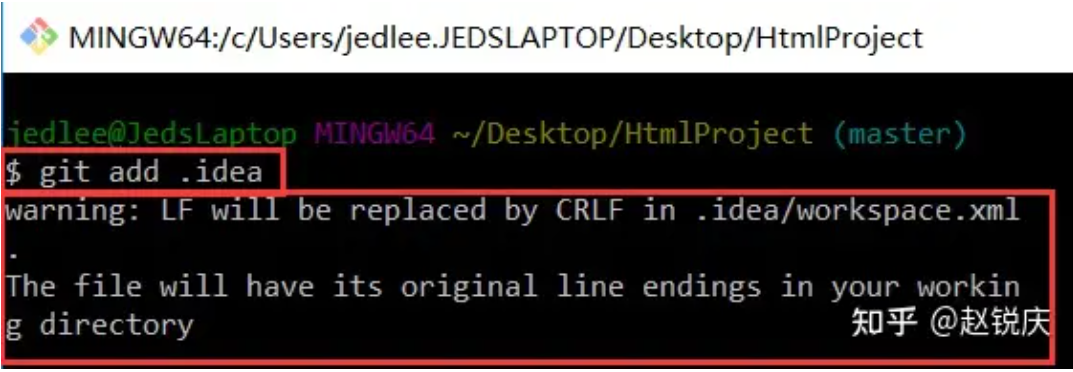 MINGW64:/c/Users/jedlee.JEDSLAPTOP/Desktop/HtmlProject
jedlee@JedsLaptop MINGW64 ~/Desktop/HtmlProject (master)
$ git add .idea
warning: LF will be replaced by CRLF in .idea/workspace.xml
.
The file will have its original line endings in your workin
g directory
知乎 @赵锐庆